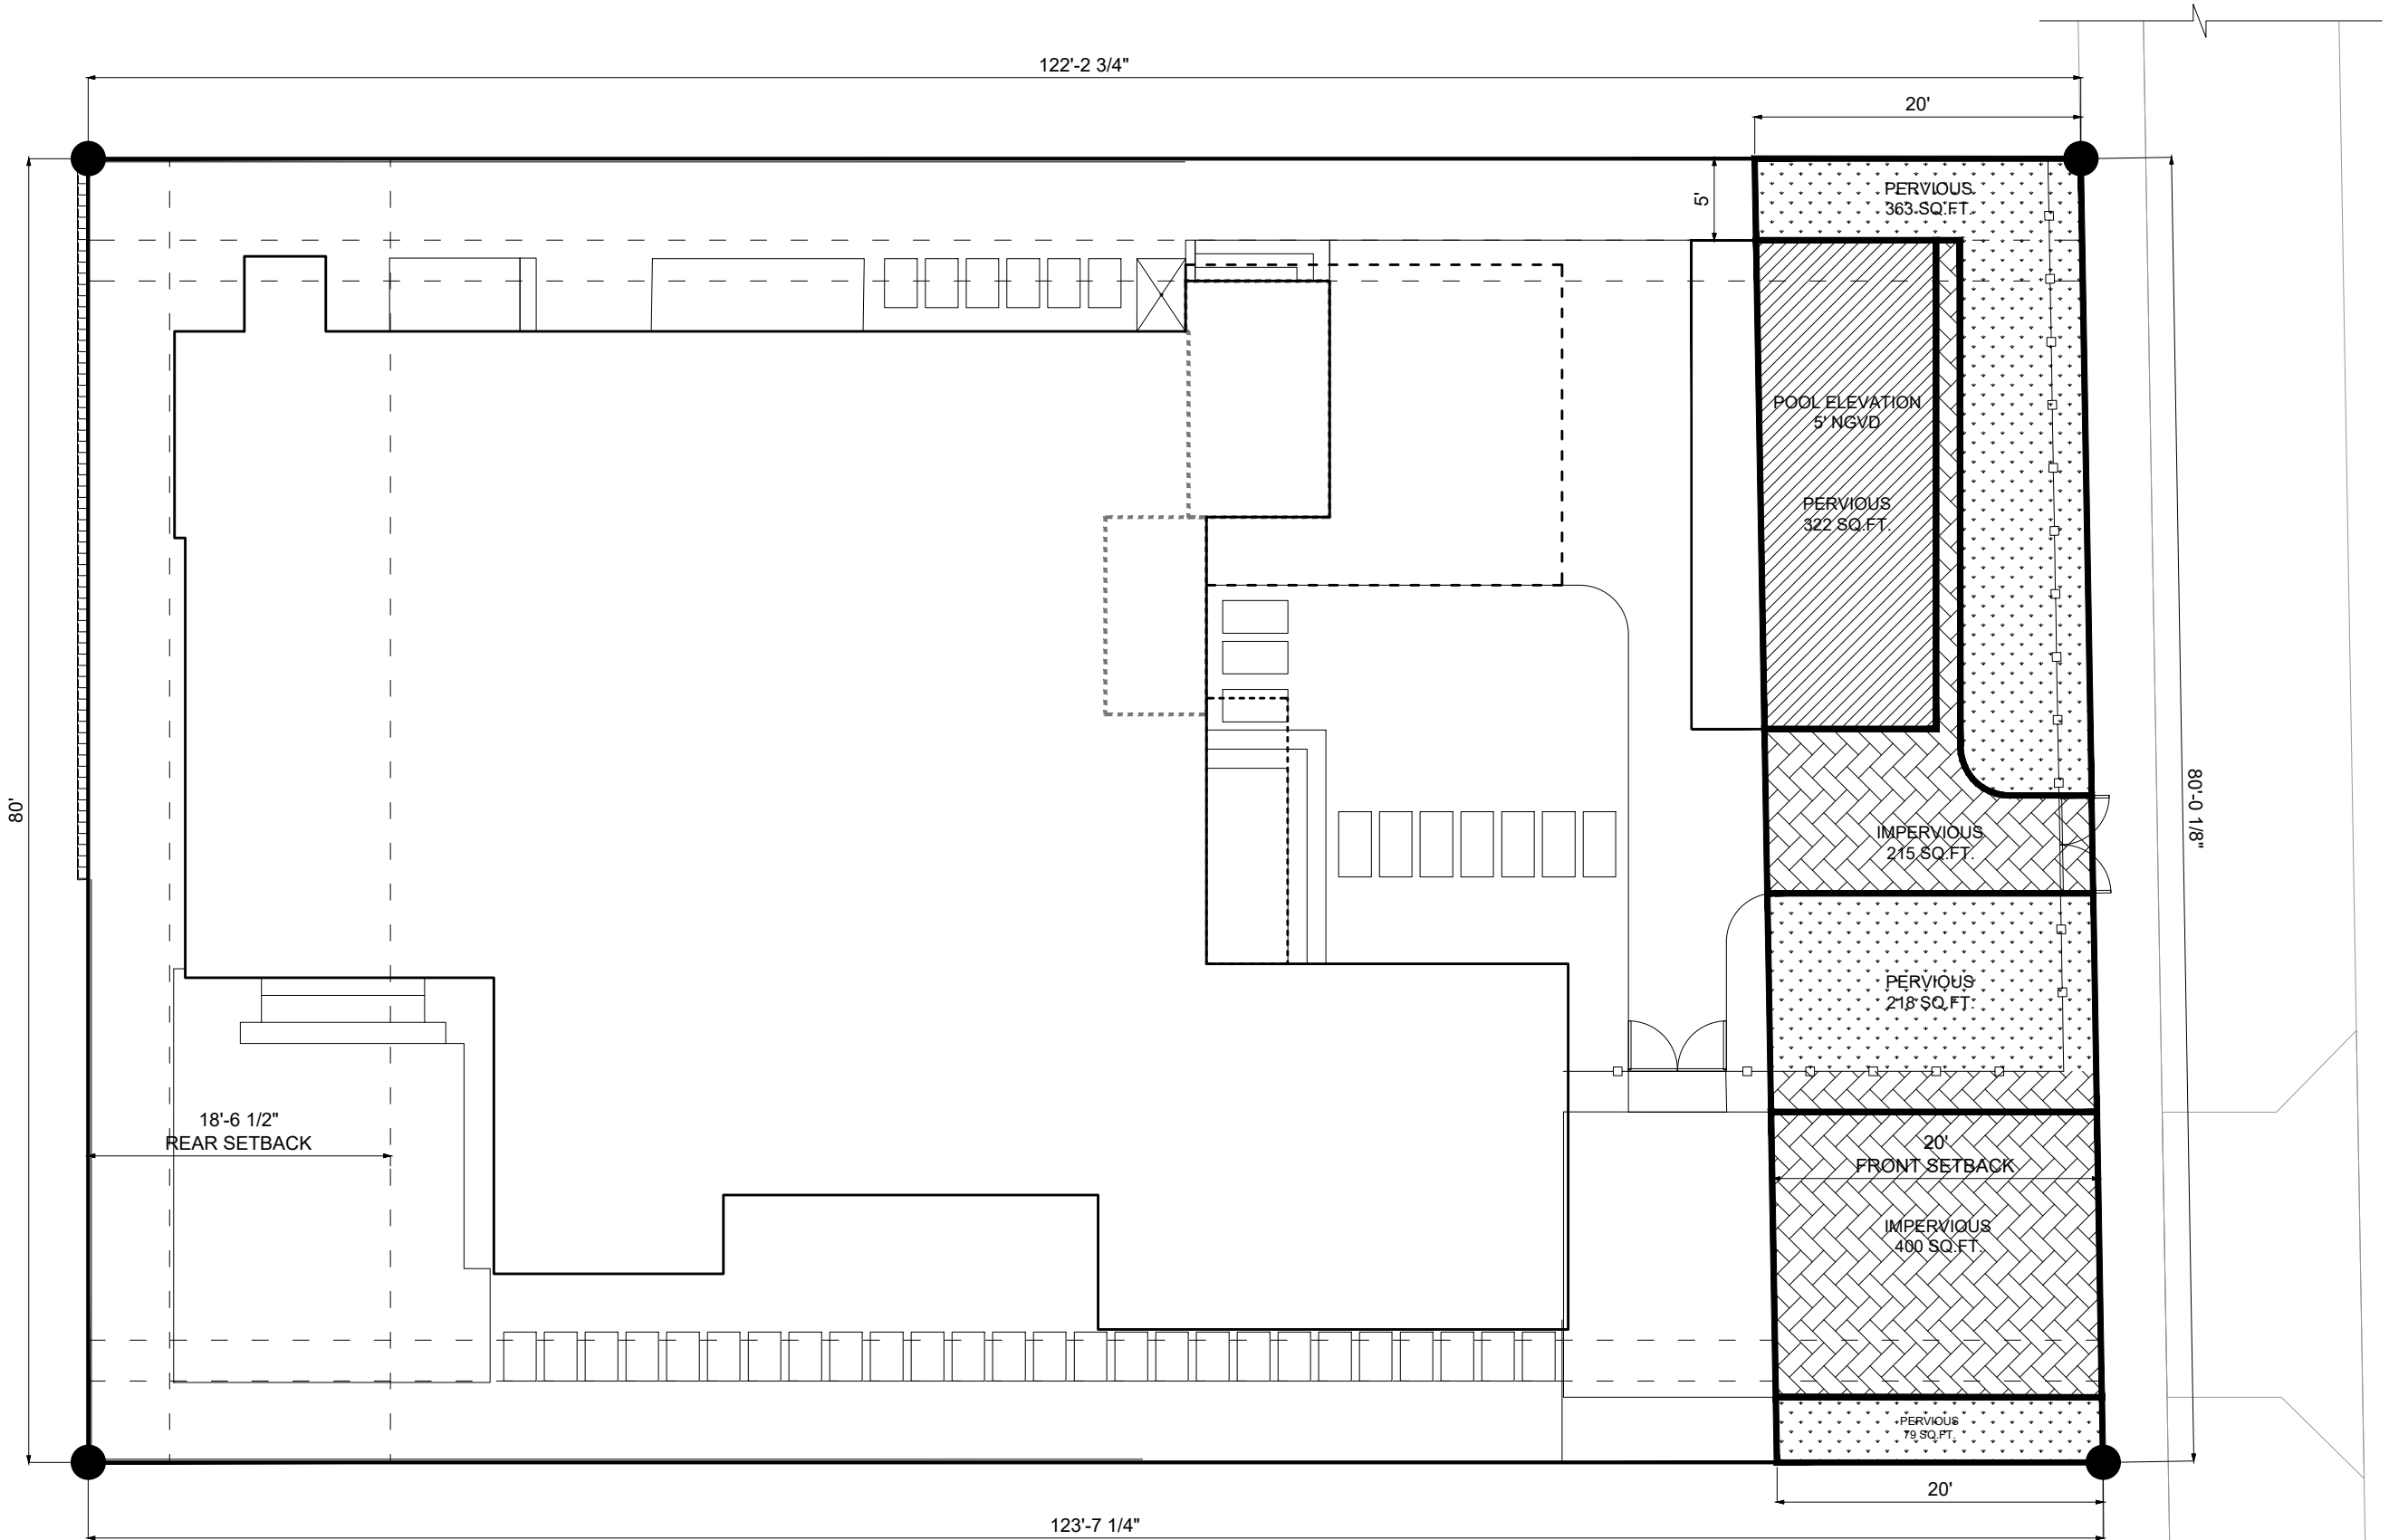 122'-2 3/4"
20'
5'
PERVIOUS
363 SQ.FT.
POOL ELEVATION
5' NGVD
PERVIOUS
322 SQ.FT.
80'
80'-0 1/8"
IMPERVIOUS
215 SQ.FT.
PERVIOUS
218 SQ.FT.
18'-6 1/2"
REAR SETBACK
20'
FRONT SETBACK
IMPERVIOUS
400 SQ.FT.
PERVIOUS
79 SQ.FT.
20'
123'-7 1/4"